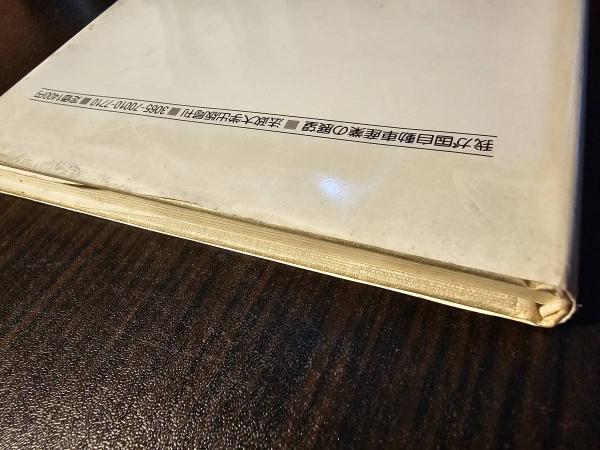 我が国自動車産業の展望 ■ 法政大学出版局刊 ■ 3065-70010-7710 ■ 定価1400円